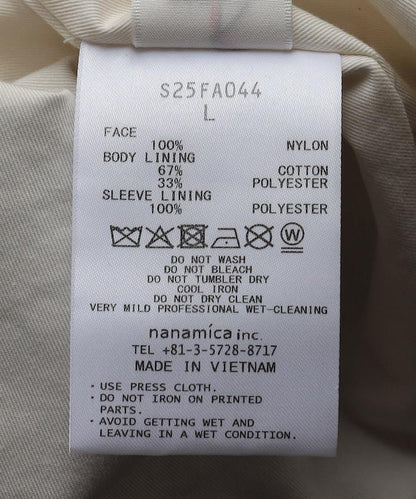 S25FA044
L
FACE
100% NYLON
BODY LINING
67% COTTON
33% POLYESTER
SLEEVE LINING
100% POLYESTER
W
DO NOT WASH
DO NOT BLEACH
DO NOT TUMBLER DRY
COOL IRON
DO NOT DRY CLEAN
VERY MILD PROFESSIONAL WET-CLEANING
nanamica inc.
TEL +81-3-5728-8717
MADE IN VIETNAM
・USE PRESS CLOTH.
・DO NOT IRON ON PRINTED
PARTS.
・AVOID GETTING WET AND
LEAVING IN A WET CONDITION.